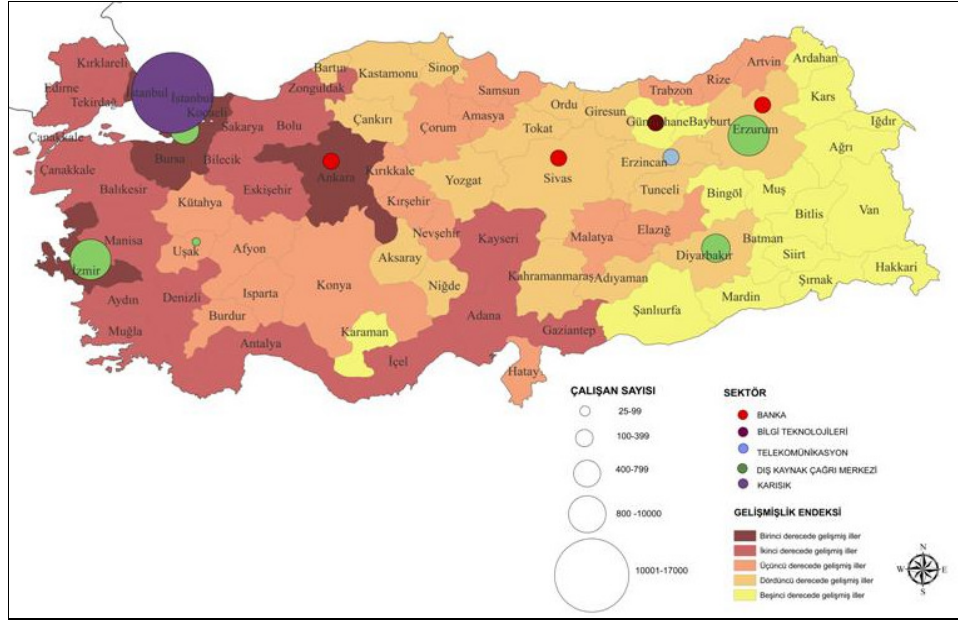 Kırklareli
Edirne
Tekirdağ
İstanbul
İstanbul
Kocaeli
Çanakkale
Çanakkale
Balıkesir
Bursa
Bilecik
Sakarya
Bolu
Zonguldak
Bartın
Kastamonu
Sinop
Samsun
Çankırı
Çorum
Amasya
Ordu
Tokat
Giresun
Trabzon
Rize
Artvin
Ardahan
Kars
Gümüşhane
Bayburt
Erzurum
Iğdır
Ağrı
Ankara
Kırıkkale
Eskişehir
Yozgat
Sivas
Erzincan
Tunceli
Bingöl
Muş
Bitlis
Van
Kütahya
Manisa
Uşak
Afyon
Kırşehir
Nevşehir
Kayseri
Malatya
Elazığ
Diyarbakır
Batman
Siirt
Şırnak
Hakkari
İzmir
Aydın
Denizli
Isparta
Burdur
Konya
Aksaray
Niğde
Kahramanmaraş
Adıyaman
Şanlıurfa
Mardin
Muğla
Antalya
Karaman
İçel
Adana
Gaziantep
Hatay
ÇALIŞAN SAYISI
25-99
100-399
400-799
800 -10000
10001-17000
SEKTÖR
BANKA
BİLGİ TEKNOLOJİLERİ
TELEKOMÜNİKASYON
DIŞ KAYNAK ÇAĞRI MERKEZİ
KARISIK
GELİŞMİŞLİK ENDEKSİ
Birinci derecede gelişmiş iller
İkinci derecede gelişmiş iller
Üçüncü derecede gelişmiş iller
Dördüncü derecede gelişmiş iller
Beşinci derecede gelişmiş iller
N
W E
S